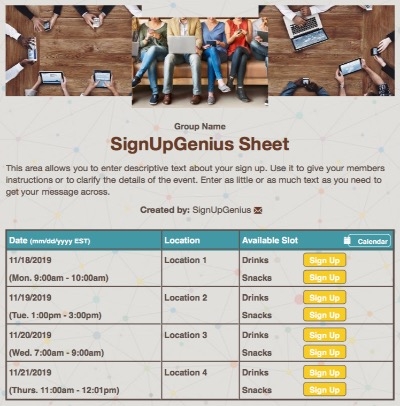 Group Name
SignUpGenius Sheet
This area allows you to enter descriptive text about your sign up. Use it to give your members
instructions or to clarify the details of the event. Enter as little or as much text as you need to
get your message across.
Created by: SignUpGenius
Date (mm/dd/yyyy EST) Location Available Slot Calendar
11/18/2019 Location 1 Drinks Sign Up
(Mon. 9:00am - 10:00am) Snacks Sign Up
11/19/2019 Location 2 Drinks Sign Up
(Tue. 1:00pm - 3:00pm) Snacks Sign Up
11/20/2019 Location 3 Drinks Sign Up
(Wed. 7:00am - 9:00am) Snacks Sign Up
11/21/2019 Location 4 Drinks Sign Up
(Thurs. 11:00am - 12:01pm) Snacks Sign Up